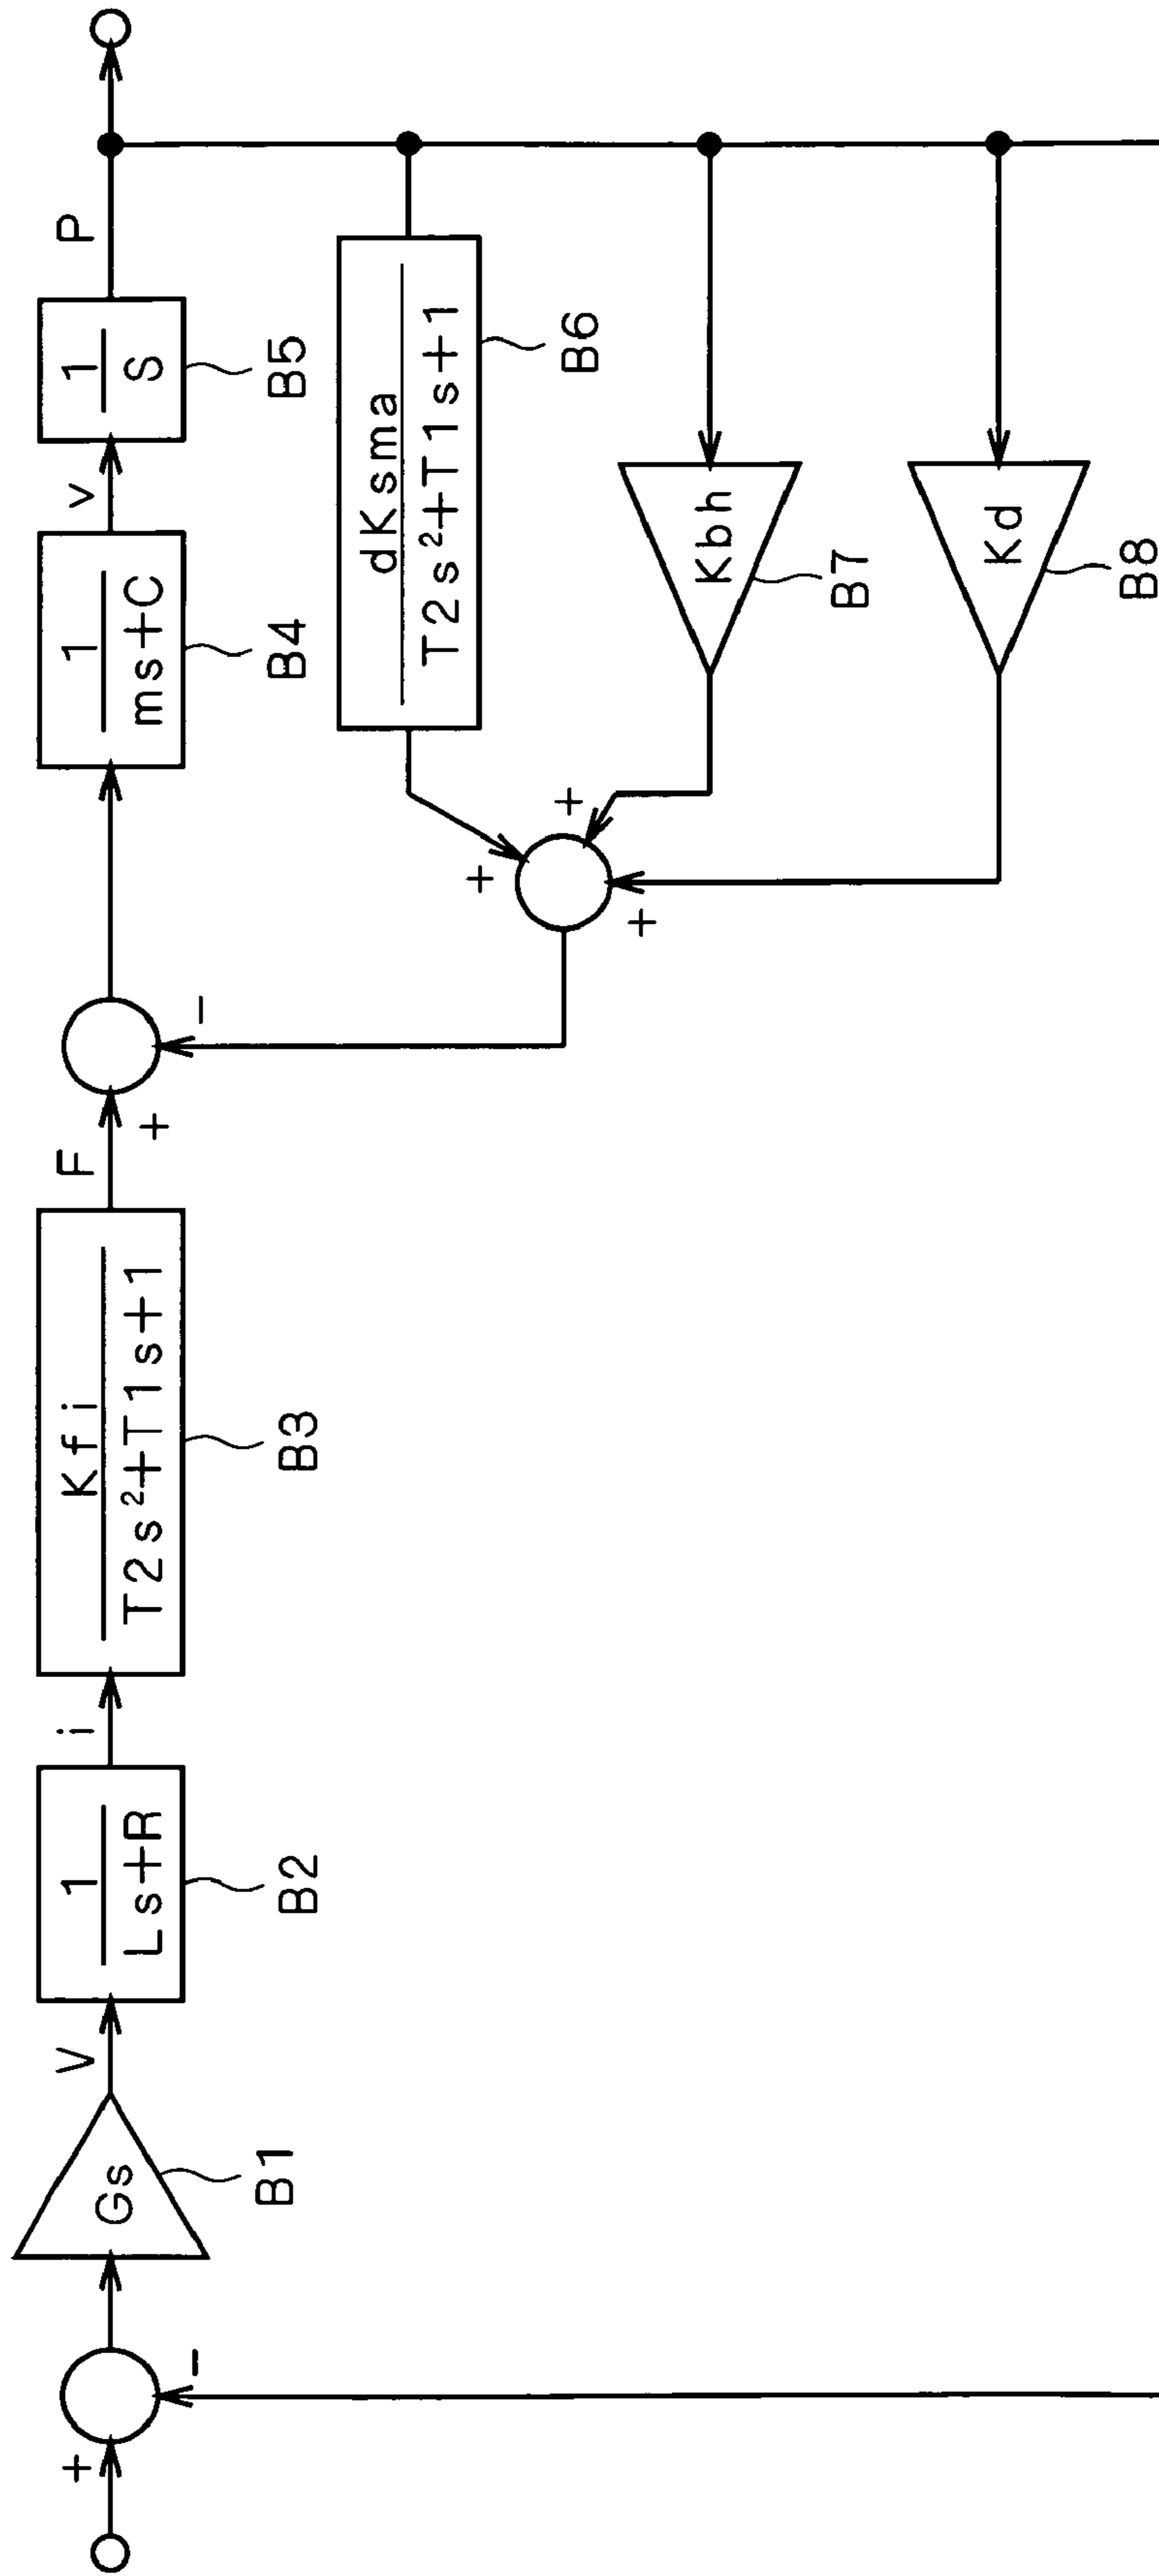 +
-
Gs
B1
V
1
Ls+R
B2
i
Kfi
T2s²+T1s+1
B3
F
+
-
1
ms+C
B4
v
1
S
B5
P
dKsma
T2s²+T1s+1
B6
+
+
+
Kbh
B7
Kd
B8